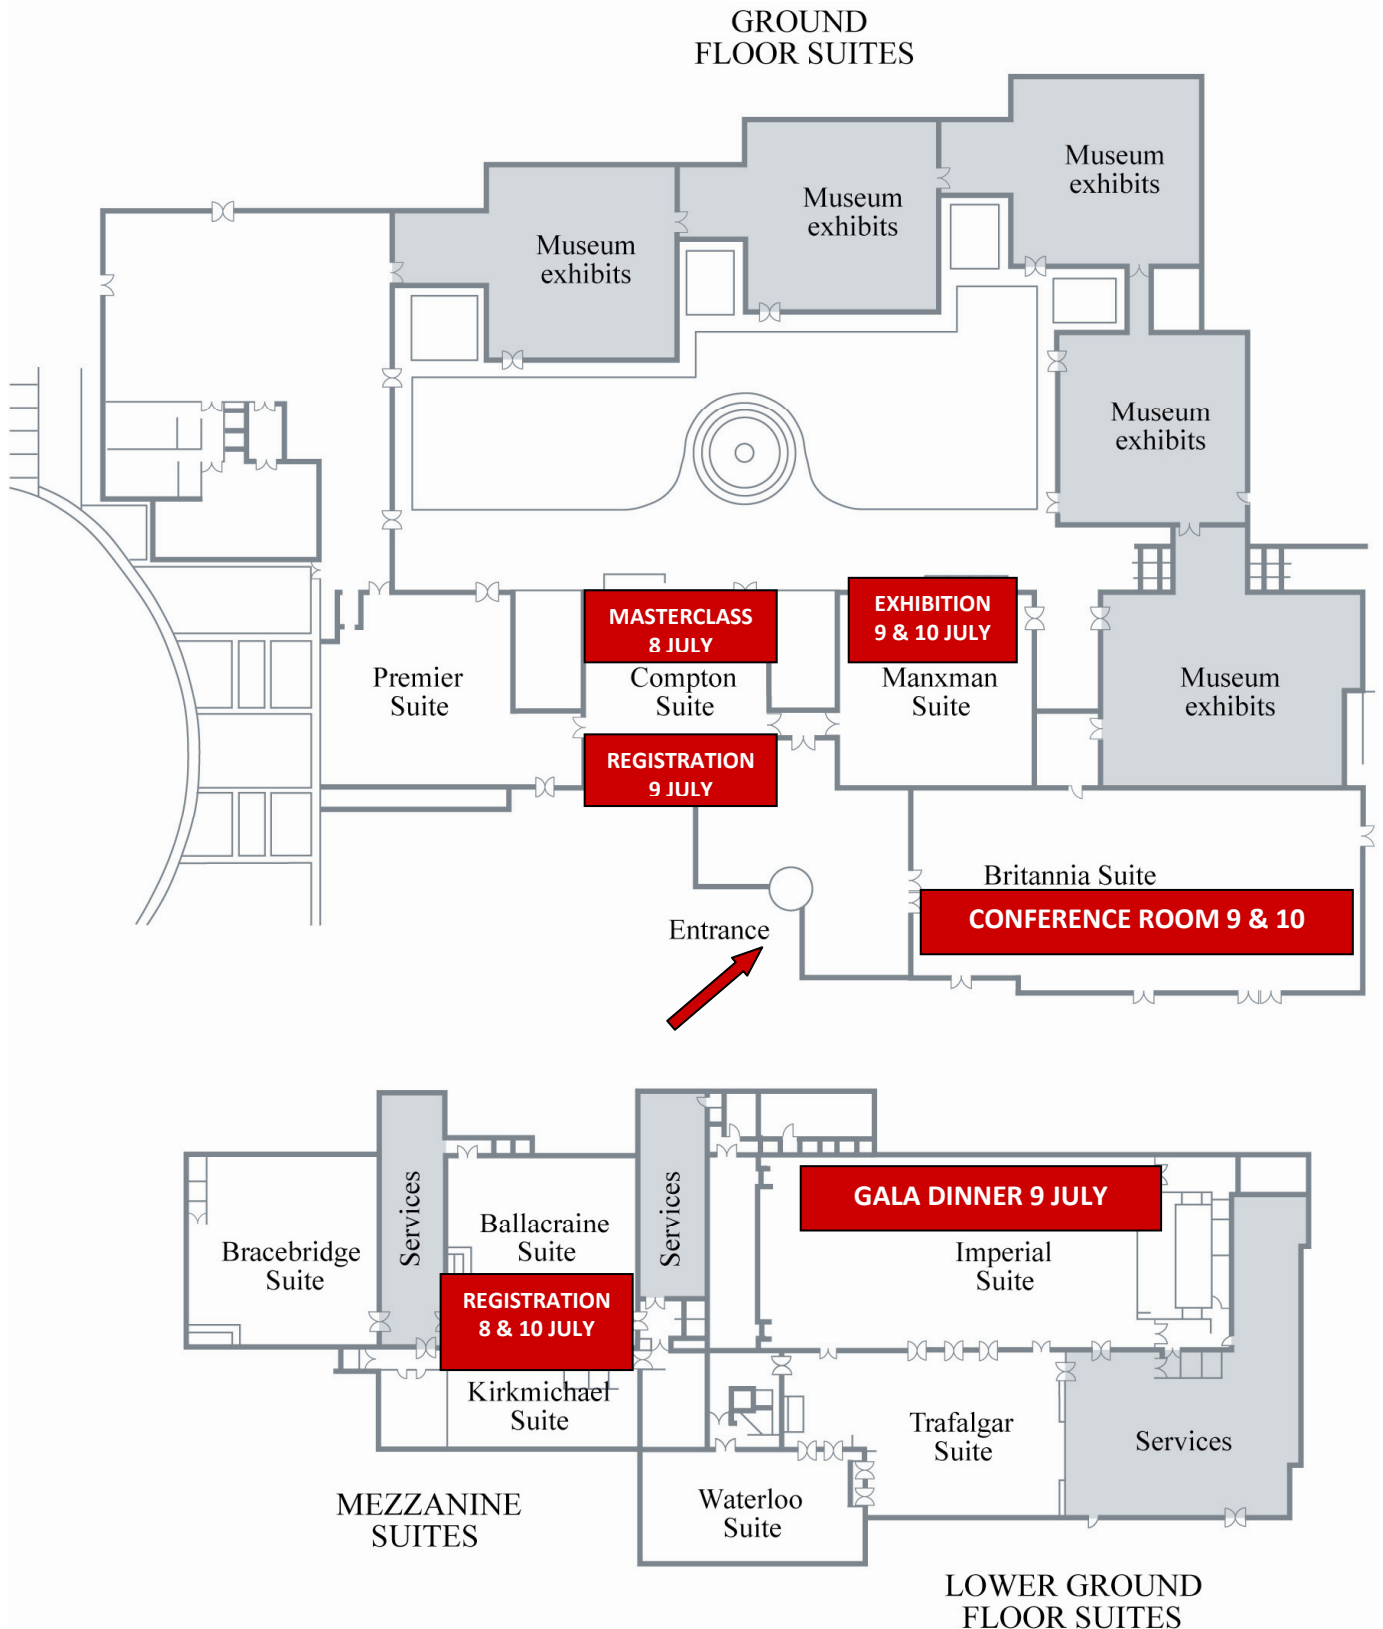 GROUND
FLOOR SUITES
Museum
exhibits
Museum
exhibits
Museum
exhibits
Museum
exhibits
MASTERCLASS
8 JULY
EXHIBITION
9 & 10 JULY
Premier
Suite
Compton
Suite
Manxman
Suite
Museum
exhibits
REGISTRATION
9 JULY
Britannia Suite
CONFERENCE ROOM 9 & 10
Entrance
Services
Services
GALA DINNER 9 JULY
Bracebridge
Suite
Ballacraine
Suite
Imperial
Suite
REGISTRATION
8 & 10 JULY
Kirkmichael
Suite
Trafalgar
Suite
Services
Waterloo
Suite
MEZZANINE
SUITES
LOWER GROUND
FLOOR SUITES